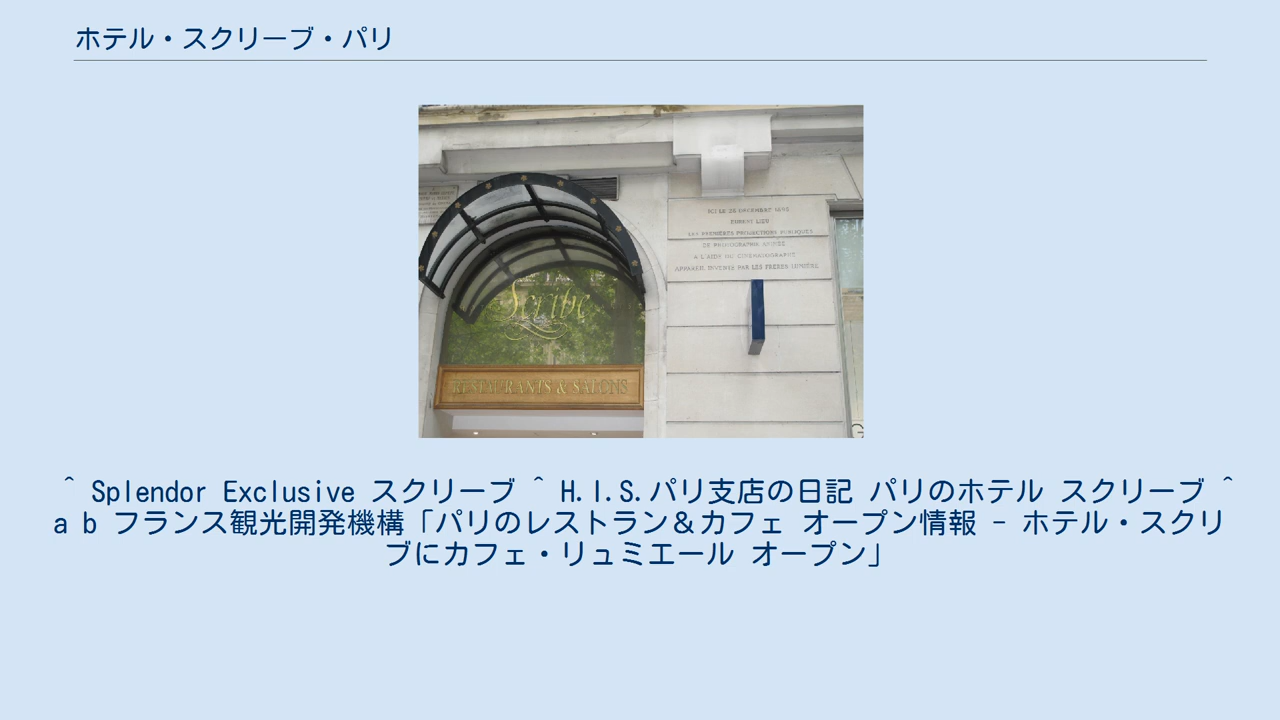 ホテル・スクリーブ・パリ
ICI LE 28 DECEMBRE 1895
EURENT LIEU
LES PREMIÈRES PROJECTIONS PUBLIQUES
DE PHOTOGRAPHIE ANIMÉE
A L'AIDE DU CINÉMATOGRAPHE
APPAREIL INVENTÉ PAR LES FRÈRES LUMIÈRE
Scribe
RESTAURANTS & SALONS
G
^ Splendor Exclusive スクリーブ ^ H.I.S.パリ支店の日記 パリのホテル スクリーブ ^
a b フランス観光開発機構「パリのレストラン＆カフェ オープン情報 - ホテル・スクリ
ブにカフェ・リュミエール オープン」